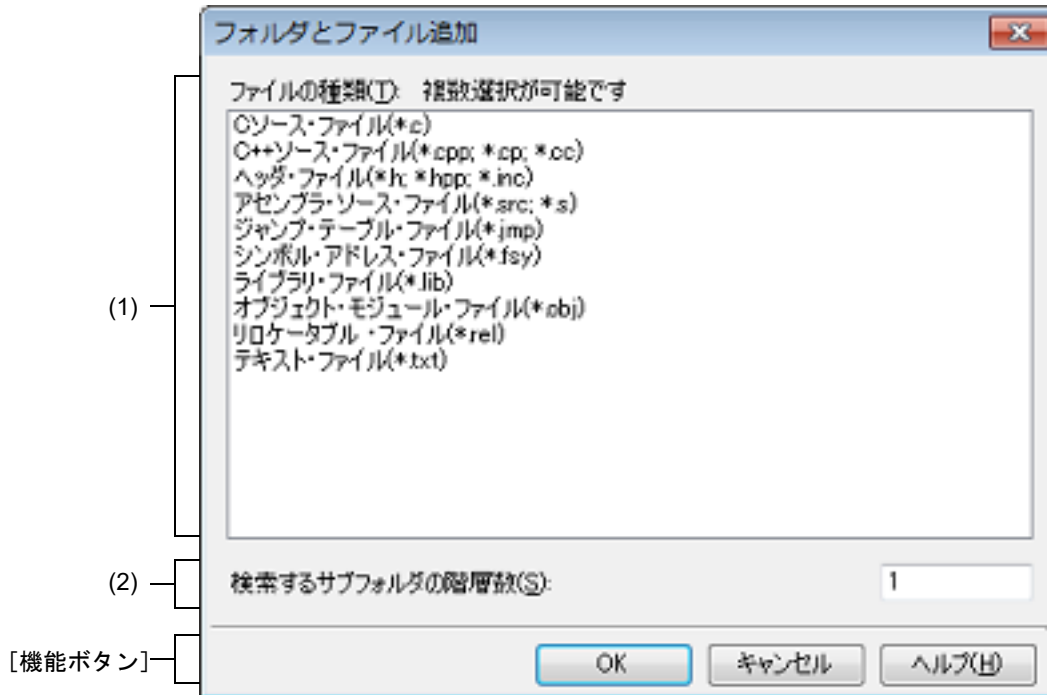 フォルダとファイル追加
ファイルの種類(T): 複数選択が可能です
Cソース・ファイル(*.c)
C++ソース・ファイル(*.cpp; *.cp; *.cc)
ヘッダ・ファイル(*.h; *.hpp; *.inc)
アセンブラ・ソース・ファイル(*.src; *.s)
ジャンプ・テーブル・ファイル(*.jmp)
シンボル・アドレス・ファイル(*.fsy)
ライブラリ・ファイル(*.lib)
オブジェクト・モジュール・ファイル(*.obj)
リロケータブル ・ファイル(*.rel)
テキスト・ファイル(*.txt)
(1)
(2)
検索するサブフォルダの階層数(S):
1
[機能ボタン]
OK
キャンセル
ヘルプ(H)